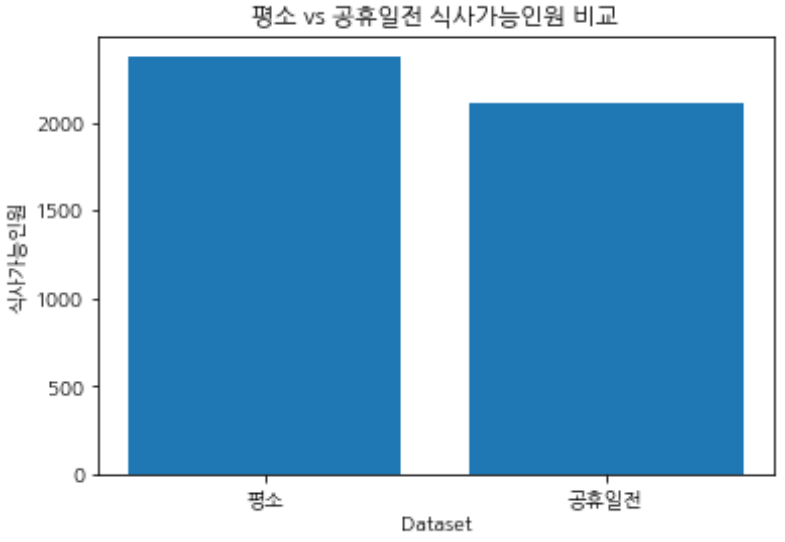 평소 vs 공휴일전 식사가능인원 비교
식사가능인원
2000
1500
1000
500
0
평소 공휴일전
Dataset